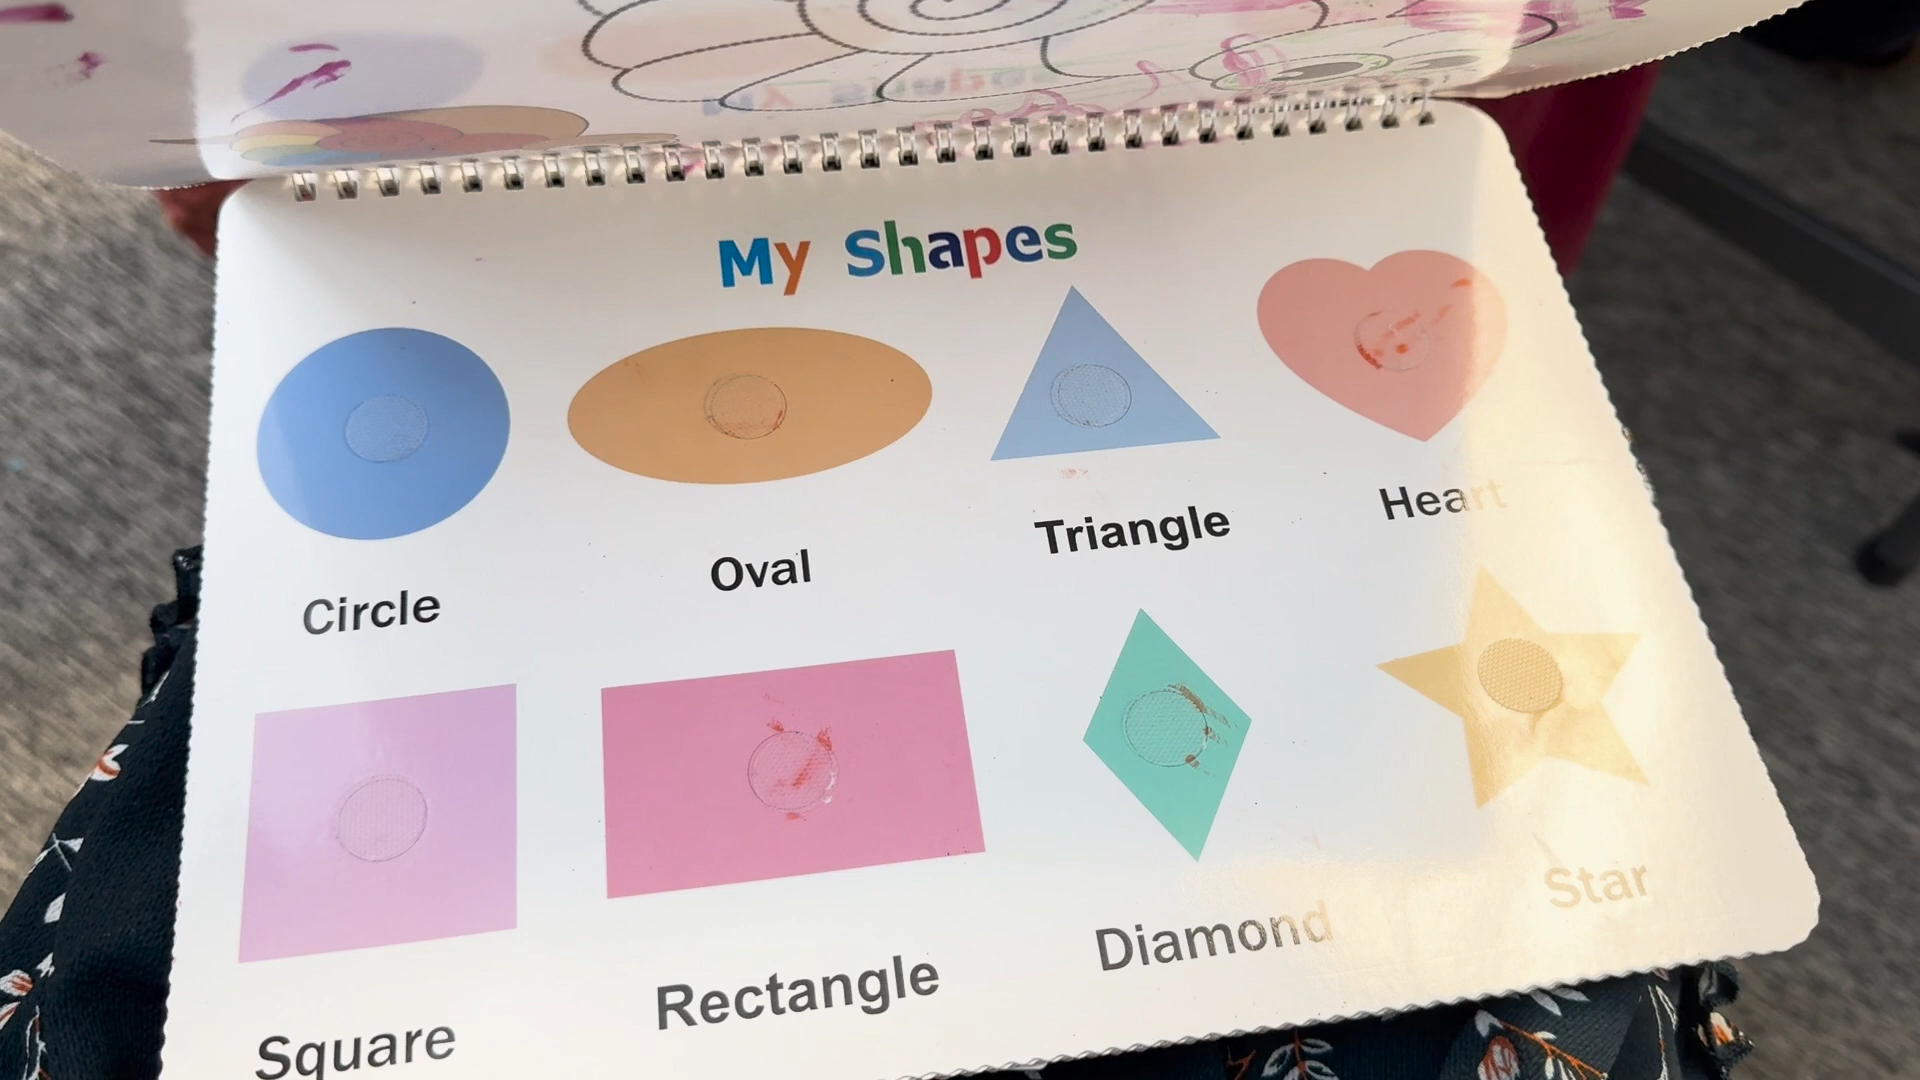 My Shapes
Circle
Oval
Triangle
Heart
Square
Rectangle
Diamond
Star